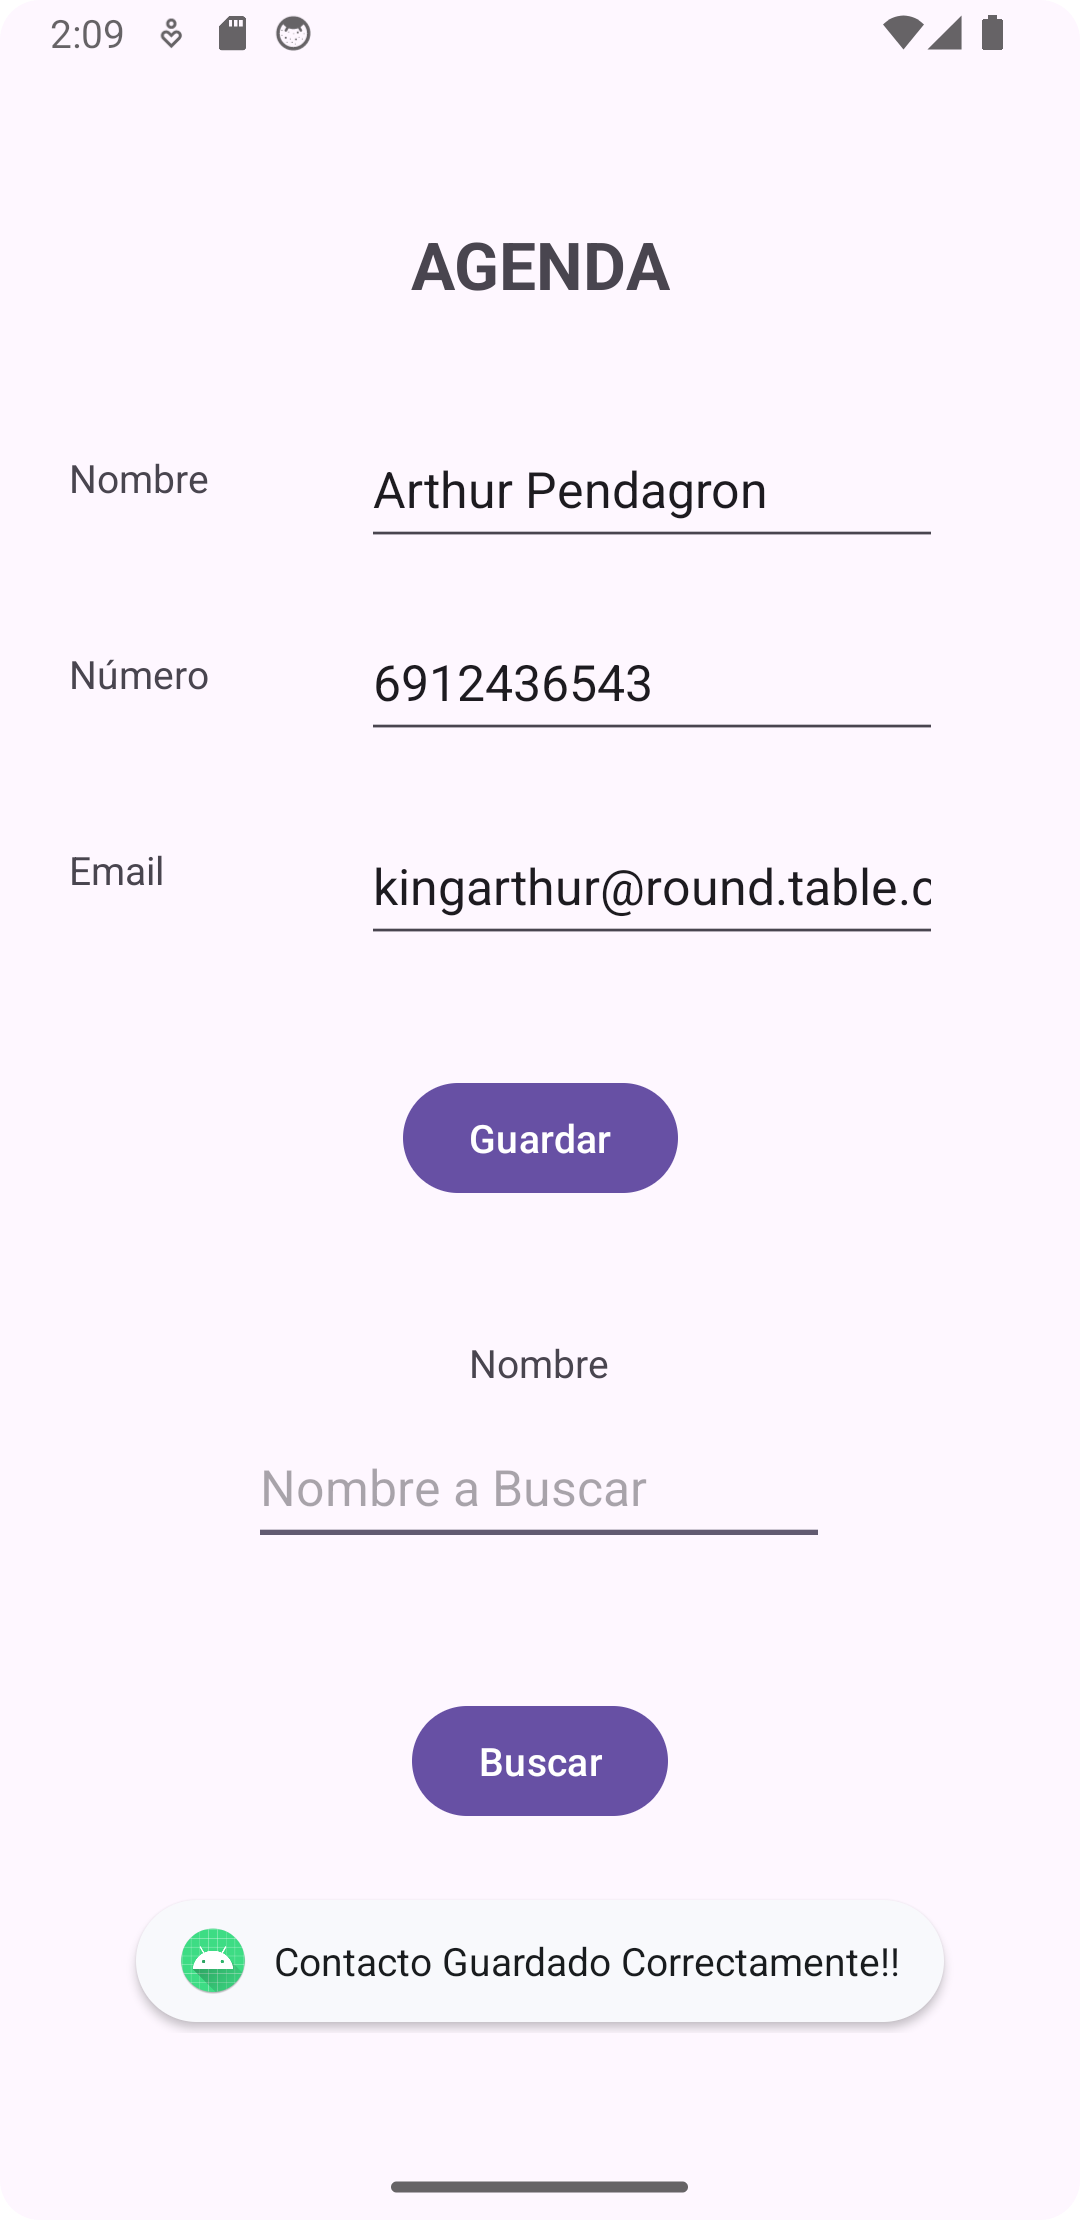 2:09
AGENDA
Nombre
Arthur Pendagron
Número
6912436543
Email
kingarthur@round.table.c
Guardar
Nombre
Nombre a Buscar
Buscar
Contacto Guardado Correctamente!!